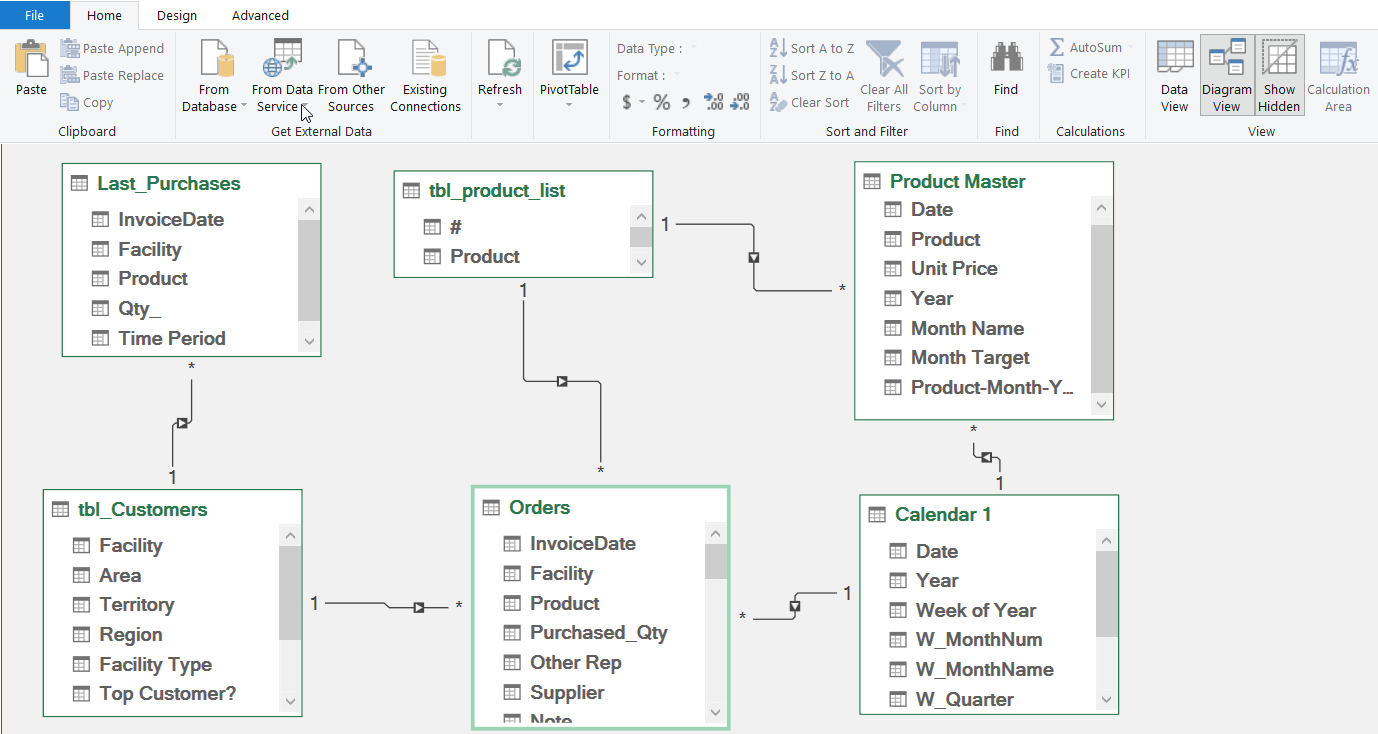 File Home Design Advanced
Paste
Paste Append
Paste Replace
Copy
Clipboard
From
Database
From Data
Service
From Other
Sources
Existing
Connections
Get External Data
Refresh
PivotTable
Data Type :
Format :
$ % , .00 .00
Formatting
Sort A to Z
Sort Z to A
Clear Sort
Clear All
Filters
Sort by
Column
Sort and Filter
Find
Find
AutoSum
Create KPI
Calculations
Data
View
Diagram
View
Show
Hidden
Calculation
Area
View
Last_Purchases
InvoiceDate
Facility
Product
Qty_
Time Period
tbl_product_list
#
Product
Product Master
Date
Product
Unit Price
Year
Month Name
Month Target
Product-Month-Y...
1
*
1
*
*
1
*
1
tbl_Customers
Facility
Area
Territory
Region
Facility Type
Top Customer?
1
*
Orders
InvoiceDate
Facility
Product
Purchased_Qty
Other Rep
Supplier
Note
*
1
Calendar 1
Date
Year
Week of Year
W_MonthNum
W_MonthName
W_Quarter